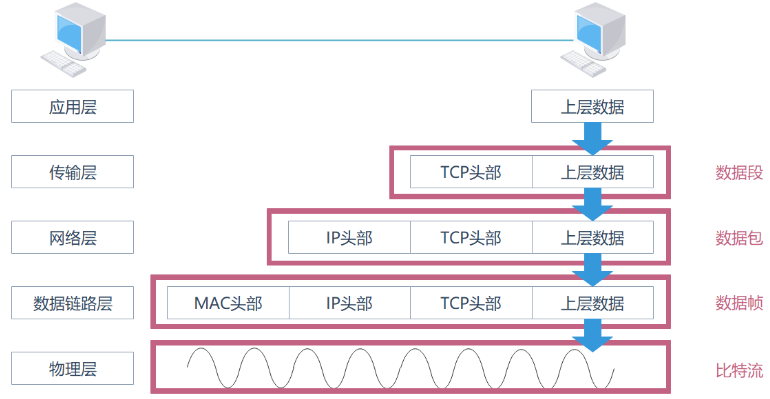 应用层 上层数据
传输层 TCP头部 上层数据 数据段
网络层 IP头部 TCP头部 上层数据 数据包
数据链路层 MAC头部 IP头部 TCP头部 上层数据 数据帧
物理层 比特流